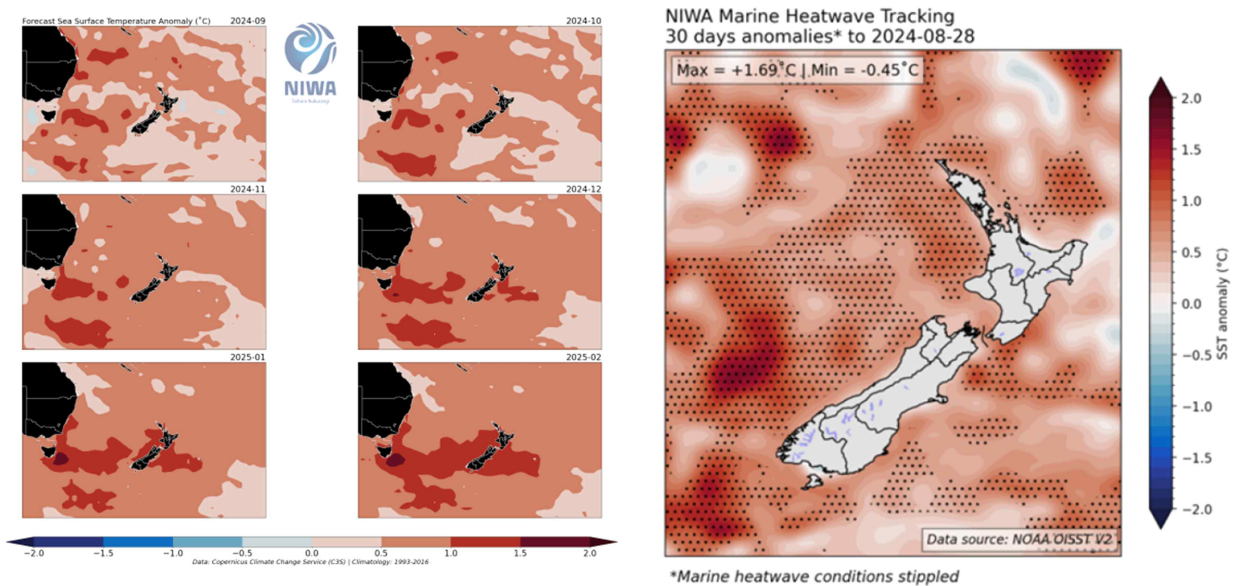 Forecast Sea Surface Temperature Anomaly (˚C) 2024-09
2024-10
NIWA
Taihoro Nukurangi
2024-11
2024-12
2025-01
2025-02
−2.0 −1.5 −1.0 −0.5 0.0 0.5 1.0 1.5 2.0
Data: Copernicus Climate Change Service (C3S) | Climatology: 1993-2016
NIWA Marine Heatwave Tracking
30 days anomalies* to 2024-08-28
Max = +1.69˚C | Min = -0.45˚C
2.0
1.5
1.0
0.5
0.0
−0.5
−1.0
−1.5
−2.0
SST anomaly (°C)
Data source: NOAA OISST V2
*Marine heatwave conditions stippled